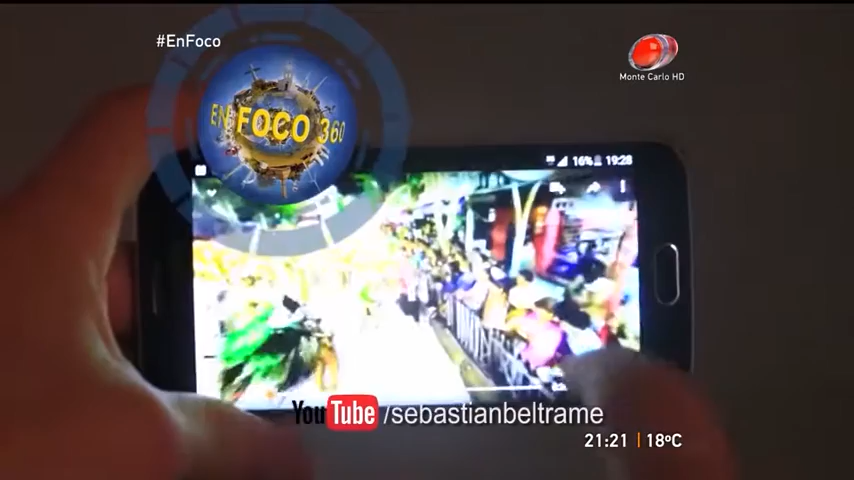 #EnFoco
Monte Carlo HD
EN FOCO 360
16% 19:28
YouTube /sebastianbeltrame
21:21 | 18ºC